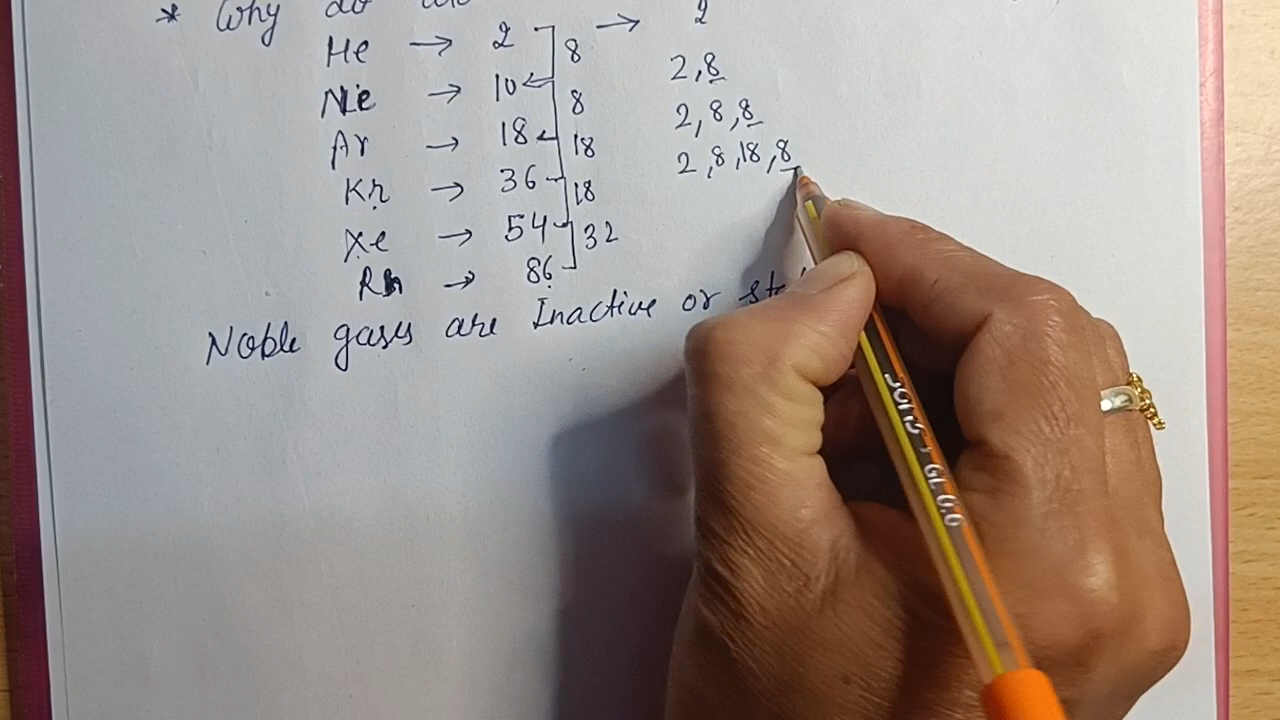 * Why do
He → 2 8 → 2
Ne → 10 8 2,8
Ar → 18 18 2,8,8
Kr → 36 18 2,8,18,8
Xe → 54 32
Rn → 86
Noble gases are Inactive or